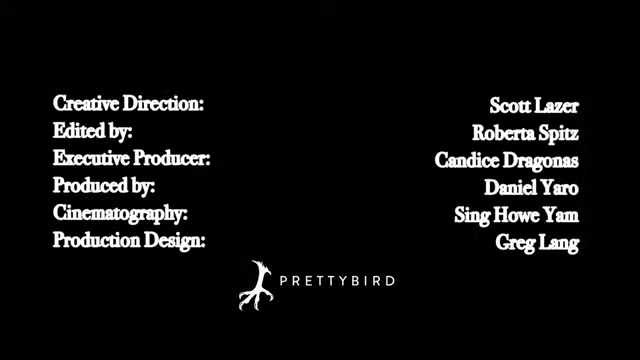 Creative Direction: Scott Lazer
Edited by: Roberta Spitz
Executive Producer: Candice Dragonas
Produced by: Daniel Yaro
Cinematography: Sing Howe Yam
Production Design: Greg Lang
PRETTYBIRD